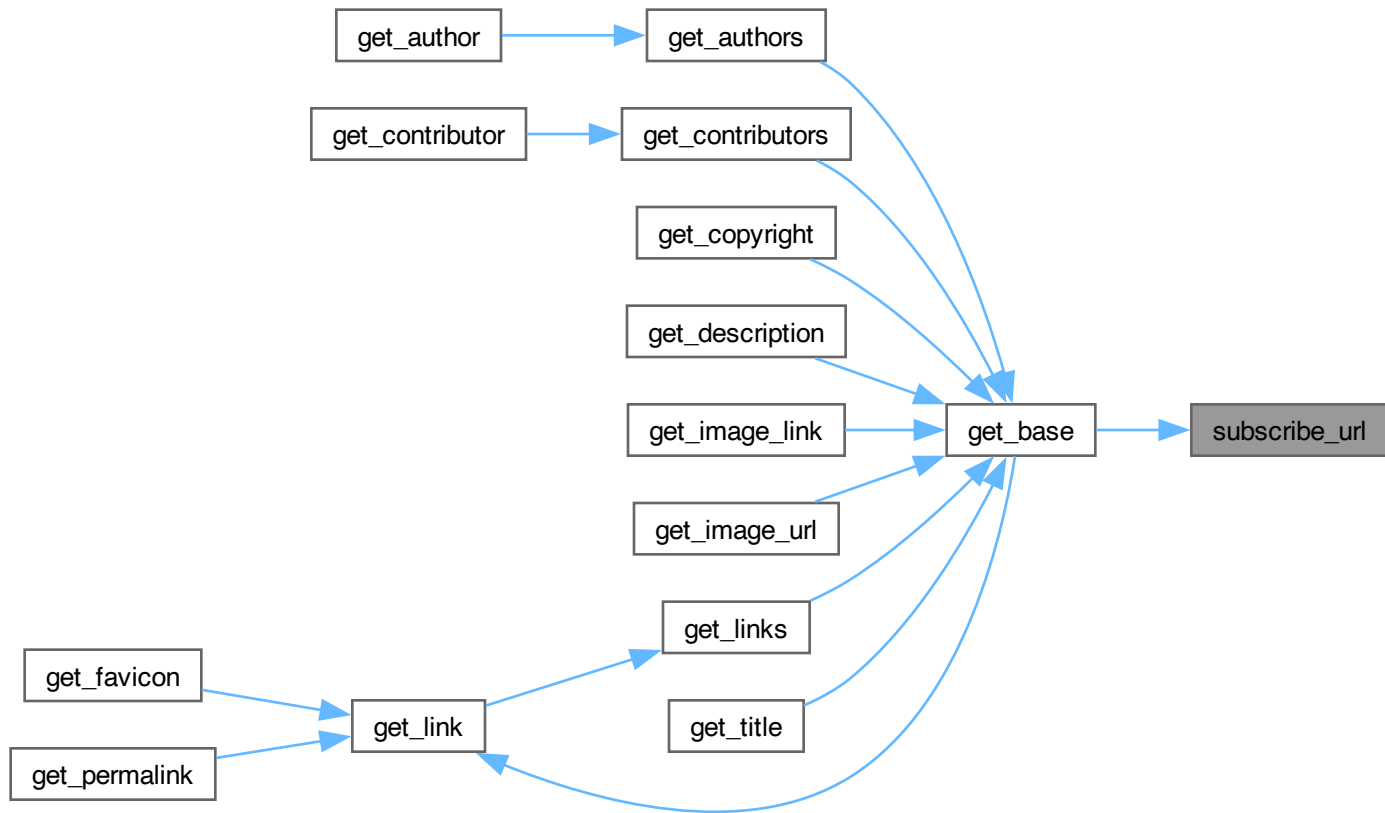 get_author
get_authors
get_contributor
get_contributors
get_copyright
get_description
get_image_link
get_base
subscribe_url
get_image_url
get_links
get_favicon
get_link
get_title
get_permalink